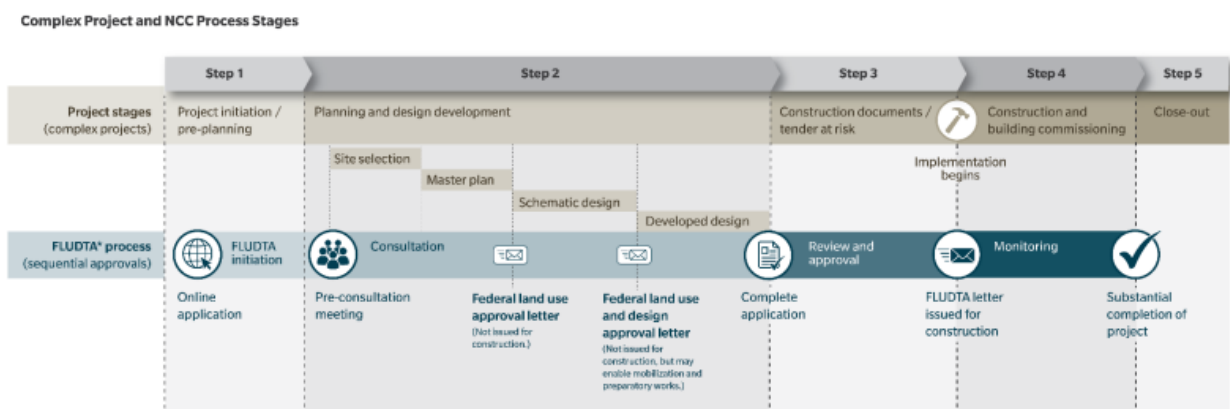 Complex Project and NCC Process Stages
Step 1
Step 2
Step 3
Step 4
Step 5
Project stages
(complex projects)
Project initiation /
pre-planning
Planning and design development
Construction documents /
tender at risk
Construction and
building commissioning
Close-out
Implementation
begins
Site selection
Master plan
Schematic design
Developed design
FLUDTA* process
(sequential approvals)
FLUDTA
initiation
Consultation
Review and
approval
Monitoring
Online
application
Pre-consultation
meeting
Federal land use
approval letter
(Not issued for
construction.)
Federal land use
and design
approval letter
(Not issued for
construction, but may
enable mobilization and
preparatory works.)
Complete
application
FLUDTA letter
issued for
construction
Substantial
completion of
project